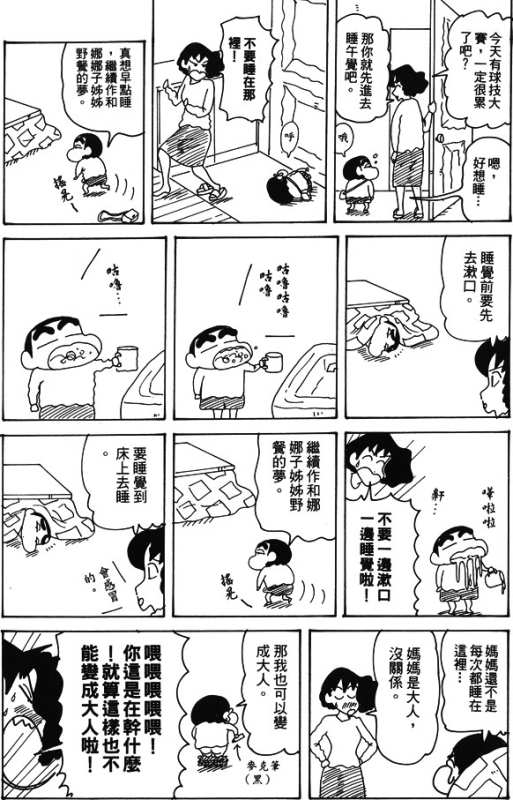 今天有球技大
賽，一定很累
了吧？
嗯，
好想睡…
那你就先進去
睡午覺吧。
哦
不要睡在那
裡！
呼
真想早點睡
，繼續作和
娜娜子姊姊
野餐的夢。
搖晃
睡覺前要先
去漱口。
咕嚕咕嚕
咕嚕
咕嚕…
嘩啦啦
鼾…
不要一邊漱口
一邊睡覺啦！
繼續作和娜
娜子姊姊野
餐的夢。
搖晃
要睡覺到
床上去睡
。
會感冒
的。
媽媽還不是
每次都睡在
這裡…
媽媽是大人，
沒關係。
那我也可以變
成大人。
麥克筆
（黑）
喂喂喂喂喂！
你這是在幹什麼
！就算這樣也不
能變成大人啦！